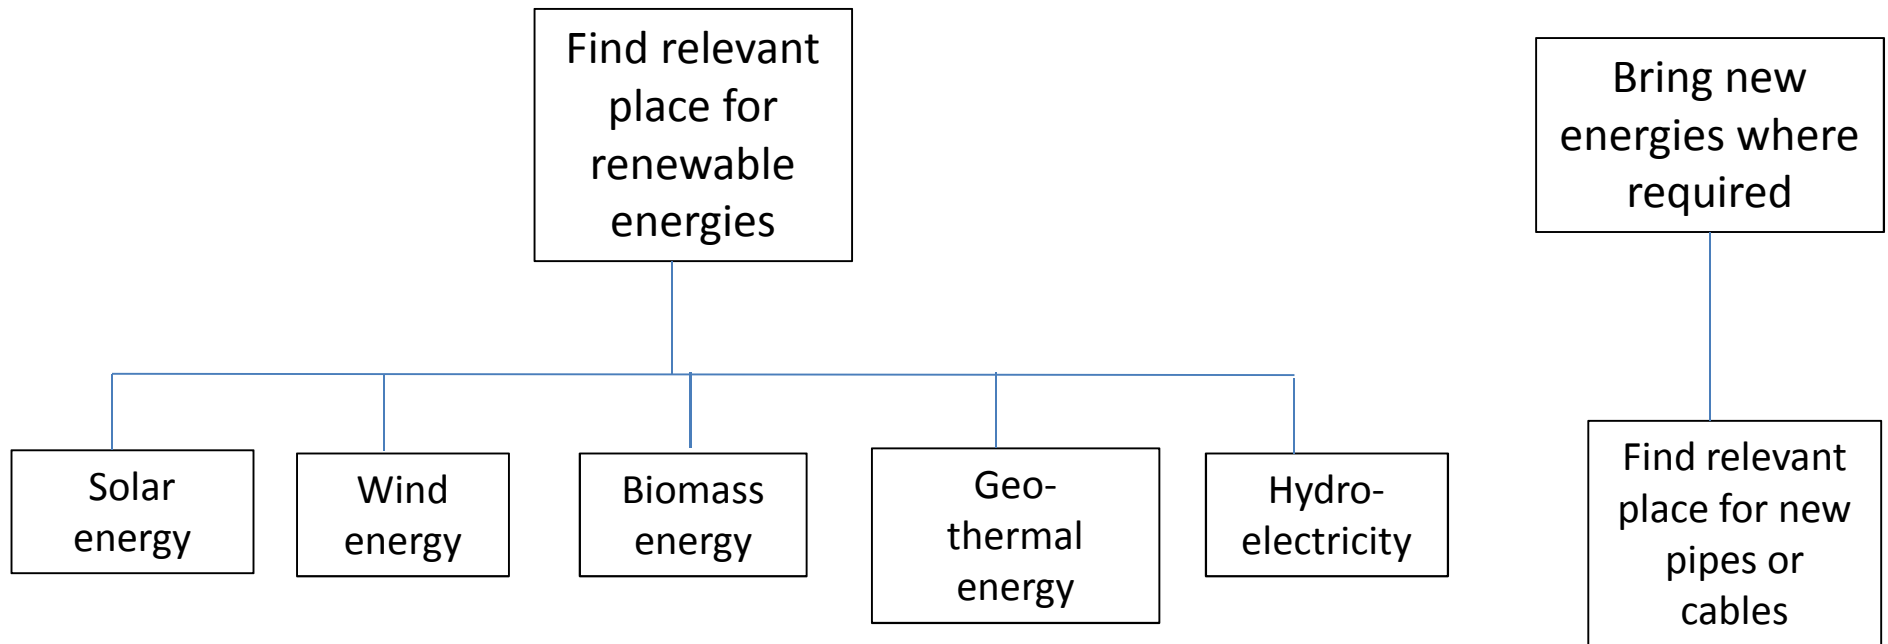 Find relevant
place for
renewable
energies
Bring new
energies where
required
Solar
energy
Wind
energy
Biomass
energy
Geo-
thermal
energy
Hydro-
electricity
Find relevant
place for new
pipes or
cables